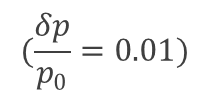 (δp/p₀ = 0.01)